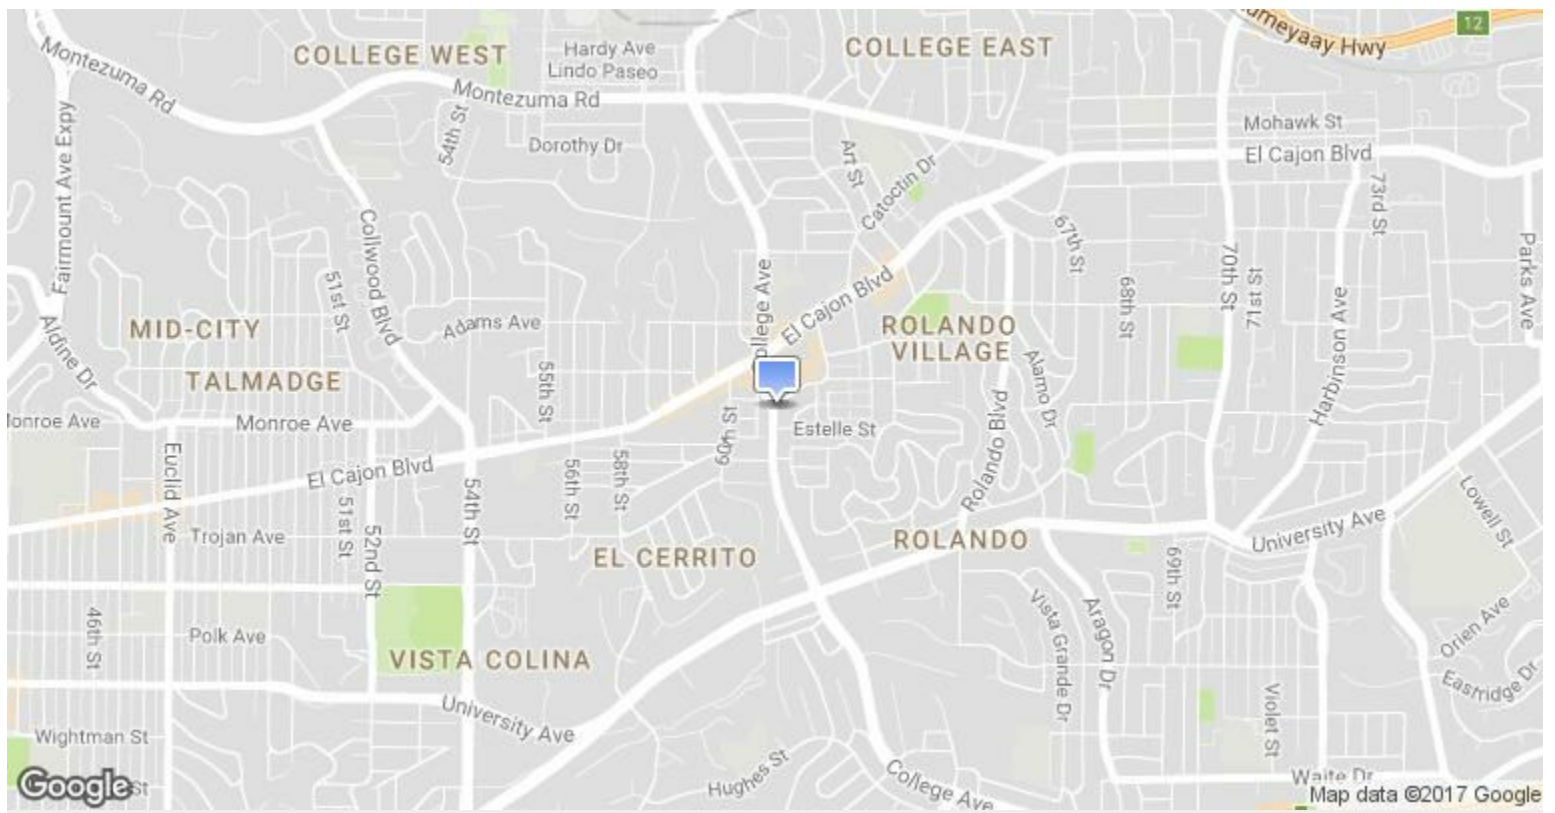 umeyaay Hwy
12
COLLEGE WEST
Hardy Ave
Lindo Paseo
COLLEGE EAST
Montezuma Rd
Montezuma Rd
54th St
Dorothy Dr
Mohawk St
El Cajon Blvd
Art St
Catoctin Dr
73rd St
Fairmount Ave Expy
Collwood Blvd
67th St
70th St
Parks Ave
51st St
College Ave
El Cajon Blvd
68th St
71st St
Harbinson Ave
MID-CITY
Adams Ave
ROLANDO
VILLAGE
Aldine Dr
TALMADGE
55th St
Alamo Dr
Monroe Ave
Monroe Ave
60th St
Estelle St
Rolando Blvd
Euclid Ave
El Cajon Blvd
54th St
56th St
58th St
51st St
52nd St
Trojan Ave
EL CERRITO
ROLANDO
University Ave
Lowell St
69th St
46th St
Polk Ave
VISTA COLINA
Vista Grande Dr
Aragon Dr
Orien Ave
Eastridge Dr
University Ave
Violet St
Wightman St
Hughes St
College Ave
Waite Dr
Google
St
Map data ©2017 Google